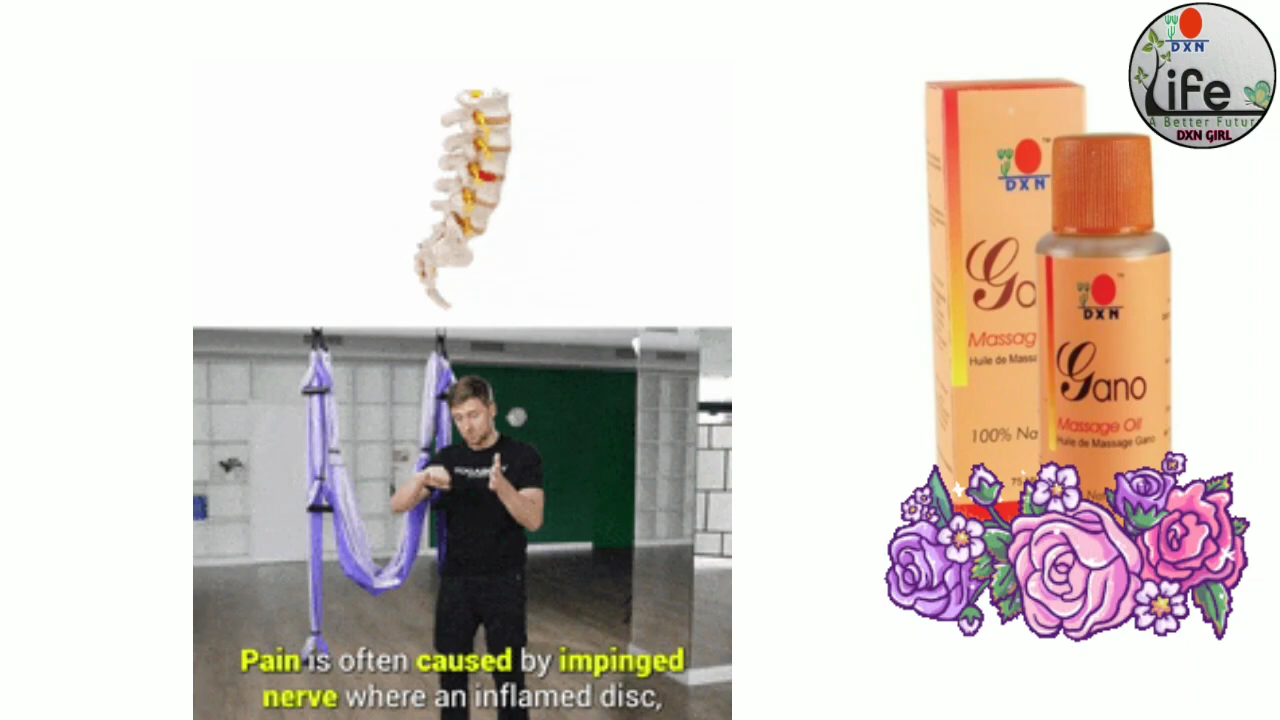 Pain is often caused by impinged
nerve where an inflamed disc,
DXN
Gano
Massag
Huile de Massa
100% Na
DXN
Gano
Massage Oil
Huile de Massage Gano
DXN
Life
A Better Futur
DXN GIRL